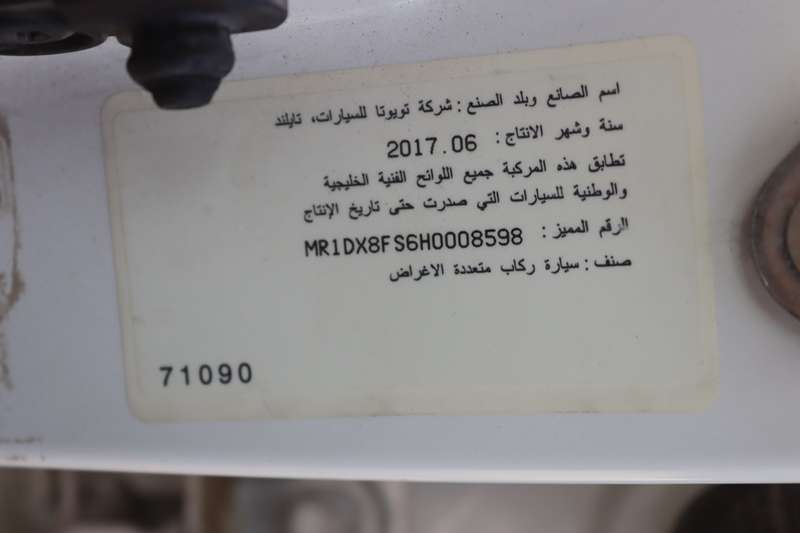 اسم الصانع وبلد الصنع : شركة تويوتا للسيارات، تايلند
سنة وشهر الانتاج : 2017.06
تطابق هذه المركبة جميع اللوائح الفنية الخليجية
والوطنية للسيارات التي صدرت حتى تاريخ الإنتاج
الرقم المميز : MR1DX8FS6H0008598
صنف : سيارة ركاب متعددة الاغراض
71090